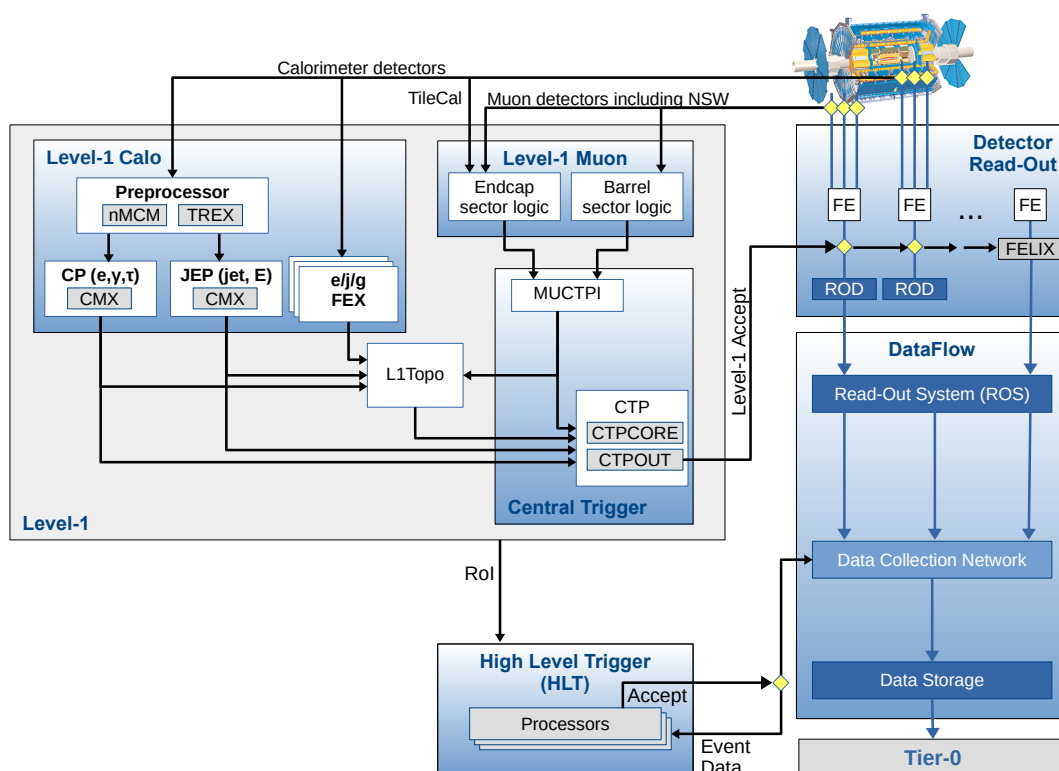 Calorimeter detectors
TileCal
Muon detectors including NSW
Level-1 Calo
Preprocessor
nMCM
TREX
CP (e,γ,τ)
CMX
JEP (jet, E)
CMX
e/j/g
FEX
Level-1 Muon
Endcap
sector logic
Barrel
sector logic
MUCTPI
L1Topo
CTP
CTPCORE
CTPOUT
Central Trigger
Level-1
Level-1 Accept
Detector
Read-Out
FE
FE
...
FE
FELIX
ROD
ROD
DataFlow
Read-Out System (ROS)
Data Collection Network
Data Storage
Tier-0
RoI
High Level Trigger
(HLT)
Accept
Processors
Event
Data